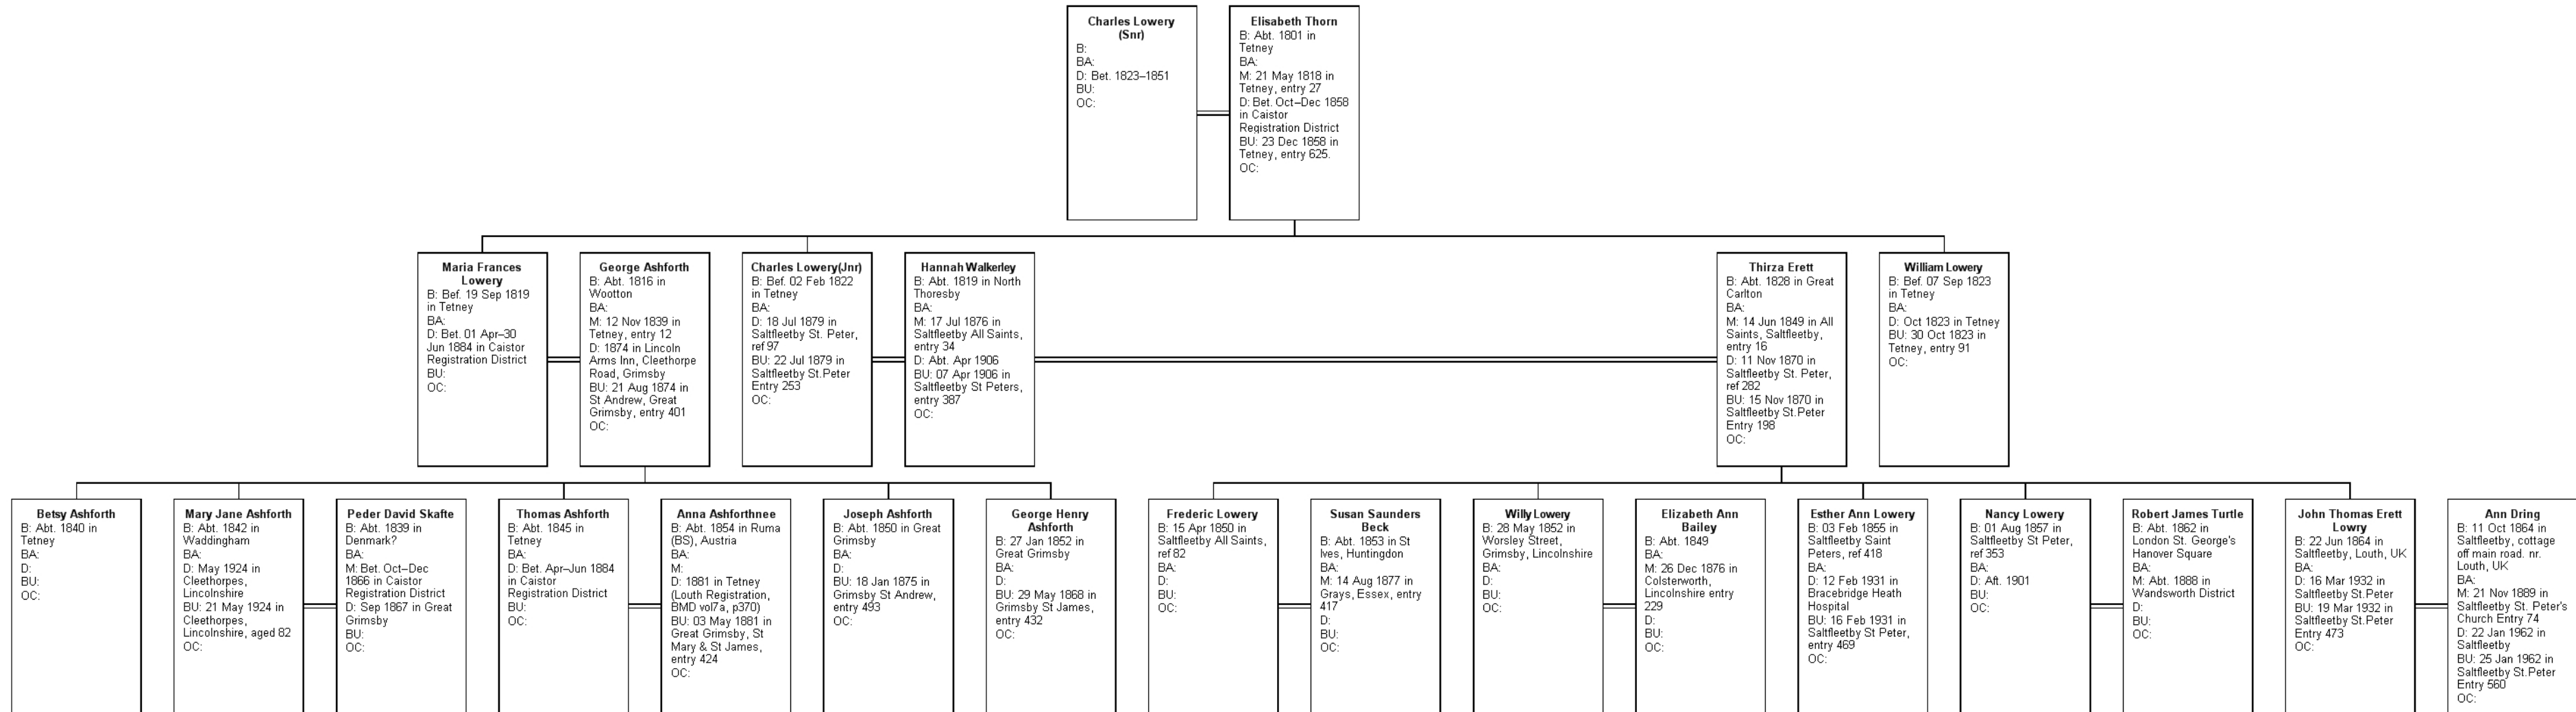 Charles Lowery
(Snr)
B:
BA:
D: Bet. 1823–1851
BU:
OC:
Elisabeth Thorn
B: Abt. 1801 in
Tetney
BA:
M: 21 May 1818 in
Tetney, entry 27
D: Bet. Oct–Dec 1858
in Caistor
Registration District
BU: 23 Dec 1858 in
Tetney, entry 625.
OC:
Maria Frances
Lowery
B: Bef. 19 Sep 1819
in Tetney
BA:
D: Bet. 01 Apr–30
Jun 1884 in Caistor
Registration District
BU:
OC:
George Ashforth
B: Abt. 1816 in
Wootton
BA:
M: 12 Nov 1839 in
Tetney, entry 12
D: 1874 in Lincoln
Arms Inn, Cleethorpe
Road, Grimsby
BU: 21 Aug 1874 in
St Andrew, Great
Grimsby, entry 401
OC:
Charles Lowery(Jnr)
B: Bef. 02 Feb 1822
in Tetney
BA:
D: 18 Jul 1879 in
Saltfleetby St. Peter,
ref 97
BU: 22 Jul 1879 in
Saltfleetby St.Peter
Entry 253
OC:
Hannah Walkerley
B: Abt. 1819 in North
Thoresby
BA:
M: 17 Jul 1876 in
Saltfleetby All Saints,
entry 34
D: Abt. Apr 1906
BU: 07 Apr 1906 in
Saltfleetby St Peters,
entry 387
OC:
Thirza Erett
B: Abt. 1828 in Great
Carlton
BA:
M: 14 Jun 1849 in All
Saints, Saltfleetby,
entry 16
D: 11 Nov 1870 in
Saltfleetby St. Peter,
ref 282
BU: 15 Nov 1870 in
Saltfleetby St.Peter
Entry 198
OC:
William Lowery
B: Bef. 07 Sep 1823
in Tetney
BA:
D: Oct 1823 in Tetney
BU: 30 Oct 1823 in
Tetney, entry 91
OC:
Betsy Ashforth
B: Abt. 1840 in
Tetney
BA:
D:
BU:
OC:
Mary Jane Ashforth
B: Abt. 1842 in
Waddingham
BA:
D: May 1924 in
Cleethorpes,
Lincolnshire
BU: 21 May 1924 in
Cleethorpes,
Lincolnshire, aged 82
OC:
Peder David Skafte
B: Abt. 1839 in
Denmark?
BA:
M: Bet. Oct–Dec
1866 in Caistor
Registration District
D: Sep 1867 in Great
Grimsby
BU:
OC:
Thomas Ashforth
B: Abt. 1845 in
Tetney
BA:
D: Bet. Apr–Jun 1884
in Caistor
Registration District
BU:
OC:
Anna Ashforthnee
B: Abt. 1854 in Ruma
(BS), Austria
BA:
M:
D: 1881 in Tetney
(Louth Registration,
BMD vol7a, p370)
BU: 03 May 1881 in
Great Grimsby, St
Mary & St James,
entry 424
OC:
Joseph Ashforth
B: Abt. 1850 in Great
Grimsby
BA:
D:
BU: 18 Jan 1875 in
Grimsby St Andrew,
entry 493
OC:
George Henry
Ashforth
B: 27 Jan 1852 in
Great Grimsby
BA:
D:
BU: 29 May 1868 in
Grimsby St James,
entry 432
OC:
Frederic Lowery
B: 15 Apr 1850 in
Saltfleetby All Saints,
ref 82
BA:
D:
BU:
OC:
Susan Saunders
Beck
B: Abt. 1853 in St
Ives, Huntingdon
BA:
M: 14 Aug 1877 in
Grays, Essex, entry
417
D:
BU:
OC:
Willy Lowery
B: 28 May 1852 in
Worsley Street,
Grimsby, Lincolnshire
BA:
D:
BU:
OC:
Elizabeth Ann
Bailey
B: Abt. 1849
BA:
M: 26 Dec 1876 in
Colsterworth,
Lincolnshire entry
229
D:
BU:
OC:
Esther Ann Lowery
B: 03 Feb 1855 in
Saltfleetby Saint
Peters, ref 418
BA:
D: 12 Feb 1931 in
Bracebridge Heath
Hospital
BU: 16 Feb 1931 in
Saltfleetby St Peter,
entry 469
OC:
Nancy Lowery
B: 01 Aug 1857 in
Saltfleetby St Peter,
ref 353
BA:
D: Aft. 1901
BU:
OC:
Robert James Turtle
B: Abt. 1862 in
London St. George's
Hanover Square
BA:
M: Abt. 1888 in
Wandsworth District
D:
BU:
OC:
John Thomas Erett
Lowry
B: 22 Jun 1864 in
Saltfleetby, Louth, UK
BA:
D: 16 Mar 1932 in
Saltfleetby St.Peter
BU: 19 Mar 1932 in
Saltfleetby St.Peter
Entry 473
OC:
Ann Dring
B: 11 Oct 1864 in
Saltfleetby, cottage
off main road. nr.
Louth, UK
BA:
M: 21 Nov 1889 in
Saltfleetby St. Peter's
Church Entry 74
D: 22 Jan 1962 in
Saltfleetby
BU: 25 Jan 1962 in
Saltfleetby St.Peter
Entry 560
OC: